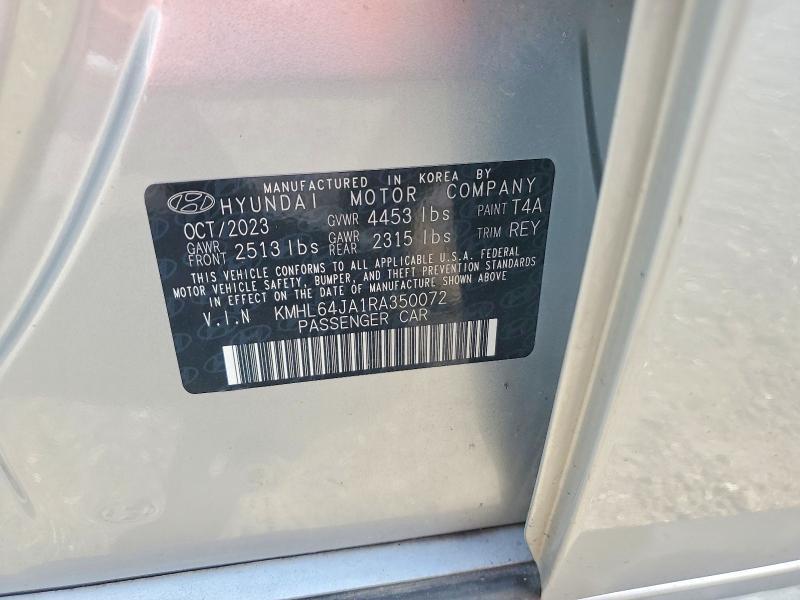 MANUFACTURED IN KOREA BY
HYUNDAI MOTOR COMPANY
OCT/2023 GVWR 4453 lbs PAINT T4A
GAWR FRONT 2513 lbs GAWR REAR 2315 lbs TRIM REY
THIS VEHICLE CONFORMS TO ALL APPLICABLE U.S.A. FEDERAL
MOTOR VEHICLE SAFETY, BUMPER, AND THEFT PREVENTION STANDARDS
IN EFFECT ON THE DATE OF MANUFACTURE SHOWN ABOVE
V.I.N KMHL64JA1RA350072
PASSENGER CAR